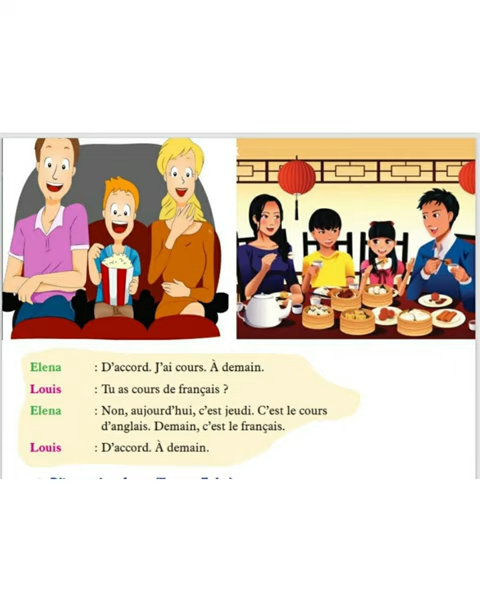 Elena : D'accord. J'ai cours. À demain.
Louis : Tu as cours de français ?
Elena : Non, aujourd'hui, c'est jeudi. C'est le cours
d'anglais. Demain, c'est le français.
Louis : D'accord. À demain.